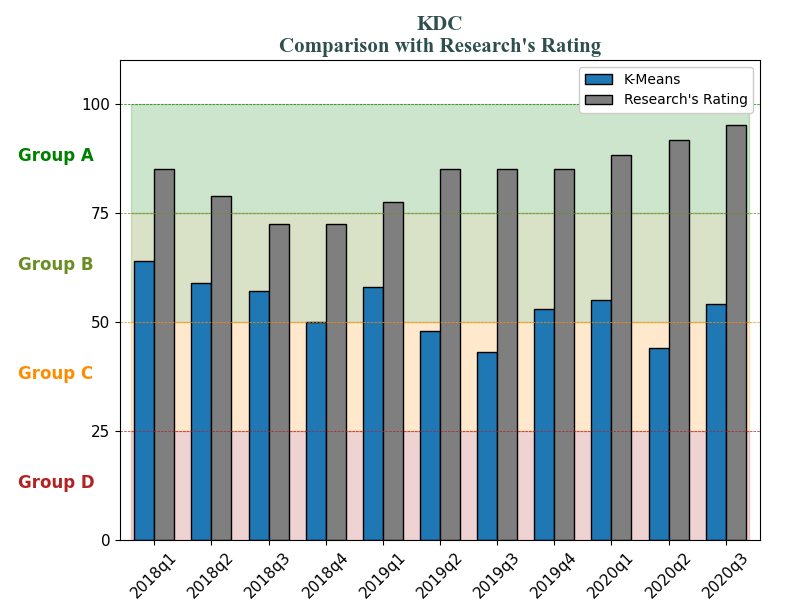 KDC
Comparison with Research's Rating
K-Means
Research's Rating
100
Group A
75
Group B
50
Group C
25
Group D
0
2018q1
2018q2
2018q3
2018q4
2019q1
2019q2
2019q3
2019q4
2020q1
2020q2
2020q3